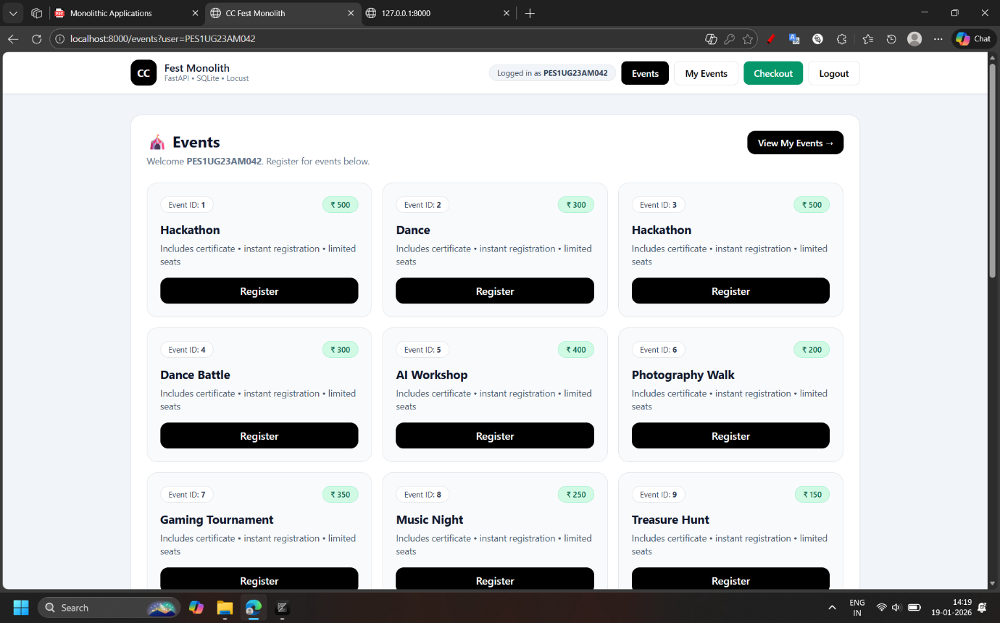 Monolithic Applications
CC Fest Monolith
127.0.0.1:8000
localhost:8000/events?user=PES1UG23AM042
Chat
CC
Fest Monolith
FastAPI • SQLite • Locust
Logged in as PES1UG23AM042
Events
My Events
Checkout
Logout
Events
View My Events →
Welcome PES1UG23AM042. Register for events below.
Event ID: 1
₹ 500
Hackathon
Includes certificate • instant registration • limited
seats
Register
Event ID: 2
₹ 300
Dance
Includes certificate • instant registration • limited
seats
Register
Event ID: 3
₹ 500
Hackathon
Includes certificate • instant registration • limited
seats
Register
Event ID: 4
₹ 300
Dance Battle
Includes certificate • instant registration • limited
seats
Register
Event ID: 5
₹ 400
AI Workshop
Includes certificate • instant registration • limited
seats
Register
Event ID: 6
₹ 200
Photography Walk
Includes certificate • instant registration • limited
seats
Register
Event ID: 7
₹ 350
Gaming Tournament
Includes certificate • instant registration • limited
seats
Register
Event ID: 8
₹ 250
Music Night
Includes certificate • instant registration • limited
seats
Register
Event ID: 9
₹ 150
Treasure Hunt
Includes certificate • instant registration • limited
seats
Register
Search
ENG
IN
14:19
19-01-2026